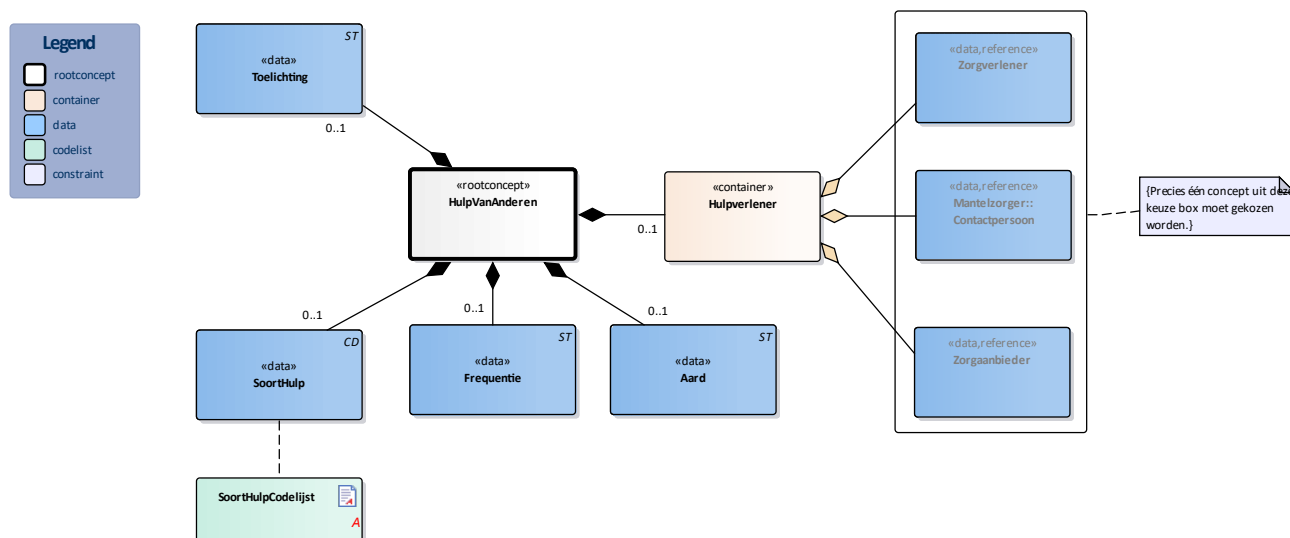 Legend
rootconcept
container
data
codelist
constraint
ST
«data»
Toelichting
0..1
«rootconcept»
HulpVanAnderen
0..1
«container»
Hulpverlener
«data,reference»
Zorgverlener
«data,reference»
Mantelzorger::
Contactpersoon
«data,reference»
Zorgaanbieder
{Precies één concept uit deze
keuze box moet gekozen
worden.}
0..1
CD
«data»
SoortHulp
0..1
ST
«data»
Frequentie
0..1
ST
«data»
Aard
SoortHulpCodelijst
A